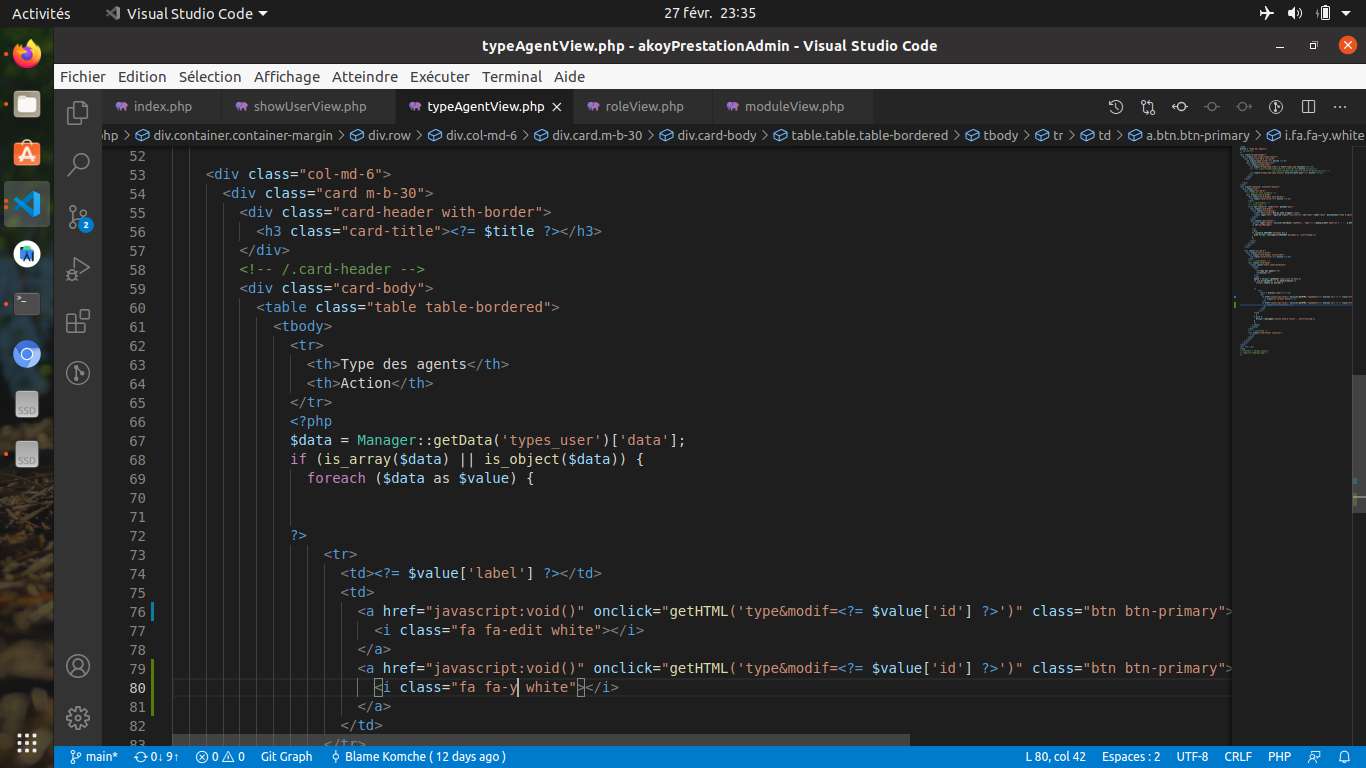 Activités Visual Studio Code 27 févr. 23:35
typeAgentView.php - akoyPrestationAdmin - Visual Studio Code
Fichier Edition Sélection Affichage Atteindre Exécuter Terminal Aide
index.php showUserView.php typeAgentView.php roleView.php moduleView.php
hp > div.container.container-margin > div.row > div.col-md-6 > div.card.m-b-30 > div.card-body > table.table.table-bordered > tbody > tr > td > a.btn.btn-primary > i.fa.fa-y.white
52
53 <div class="col-md-6">
54 <div class="card m-b-30">
55 <div class="card-header with-border">
56 <h3 class="card-title"><?= $title ?></h3>
57 </div>
58 <!-- /.card-header -->
59 <div class="card-body">
60 <table class="table table-bordered">
61 <tbody>
62 <tr>
63 <th>Type des agents</th>
64 <th>Action</th>
65 </tr>
66 <?php
67 $data = Manager::getData('types_user')['data'];
68 if (is_array($data) || is_object($data)) {
69 foreach ($data as $value) {
70
71
72 ?>
73 <tr>
74 <td><?= $value['label'] ?></td>
75 <td>
76 <a href="javascript:void()" onclick="getHTML('type&modif=<?= $value['id'] ?>')" class="btn btn-primary">
77 <i class="fa fa-edit white"></i>
78 </a>
79 <a href="javascript:void()" onclick="getHTML('type&modif=<?= $value['id'] ?>')" class="btn btn-primary">
80 <i class="fa fa-y white"></i>
81 </a>
82 </td>
83 </tr>
2
SSD
SSD
main* 0↓ 9↑ 0 0 Git Graph Blame Komche ( 12 days ago ) L 80, col 42 Espaces : 2 UTF-8 CRLF PHP